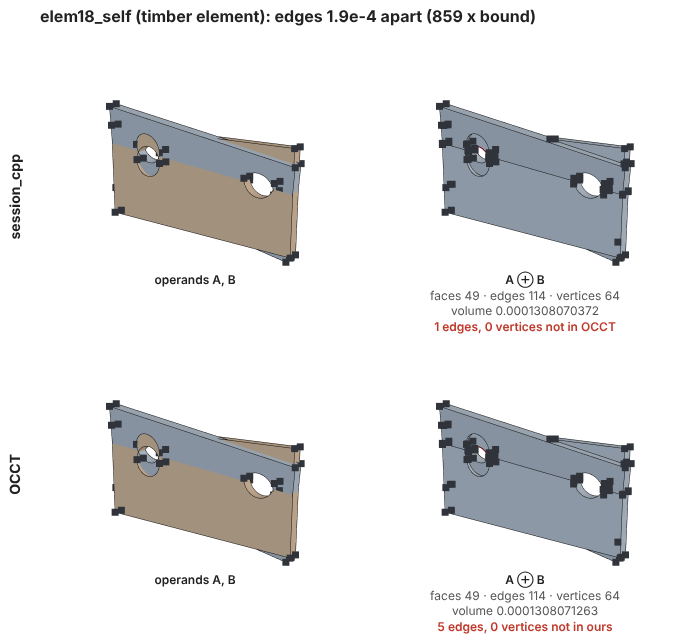 elem18_self (timber element): edges 1.9e-4 apart (859 x bound)
session_cpp
operands A, B
A ⊕ B
faces 49 · edges 114 · vertices 64
volume 0.0001308070372
1 edges, 0 vertices not in OCCT
OCCT
operands A, B
A ⊕ B
faces 49 · edges 114 · vertices 64
volume 0.0001308071263
5 edges, 0 vertices not in ours